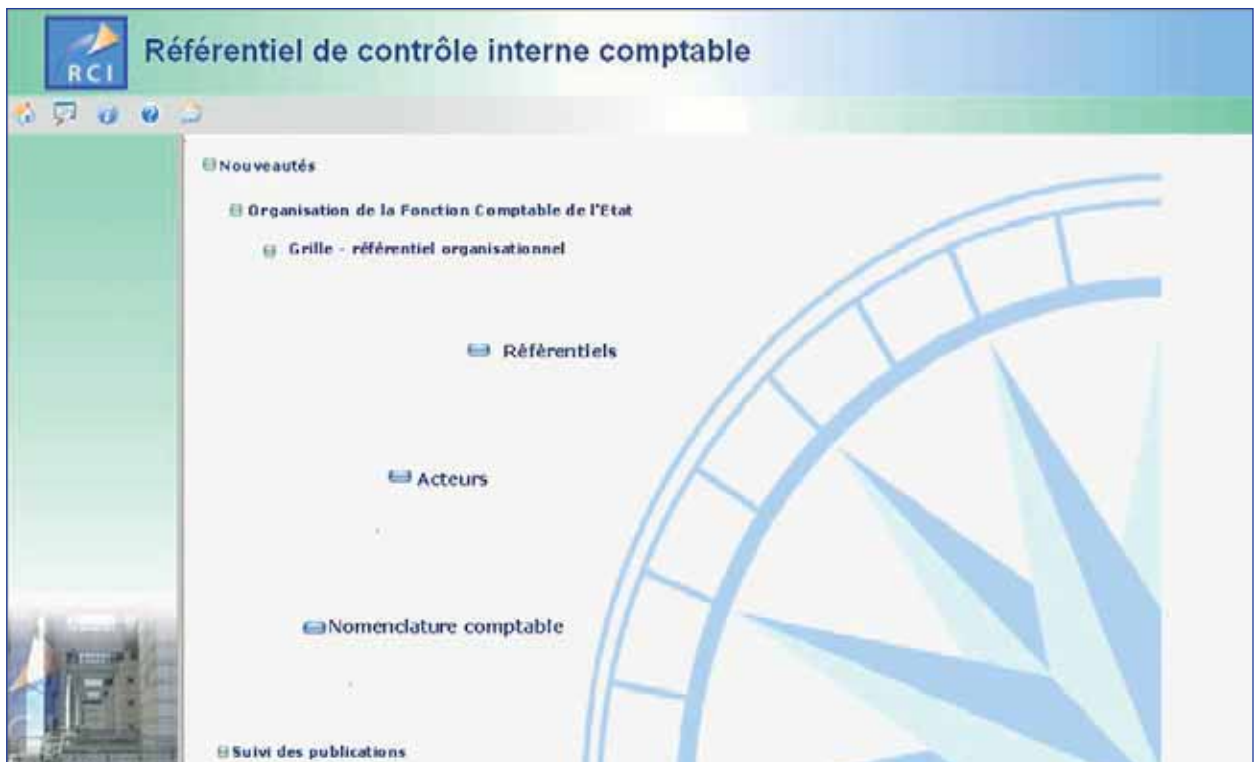 RCI
Référentiel de contrôle interne comptable
Nouveautés
Organisation de la Fonction Comptable de l'Etat
Grille - référentiel organisationnel
Référentiels
Acteurs
Nomenclature comptable
Suivi des publications